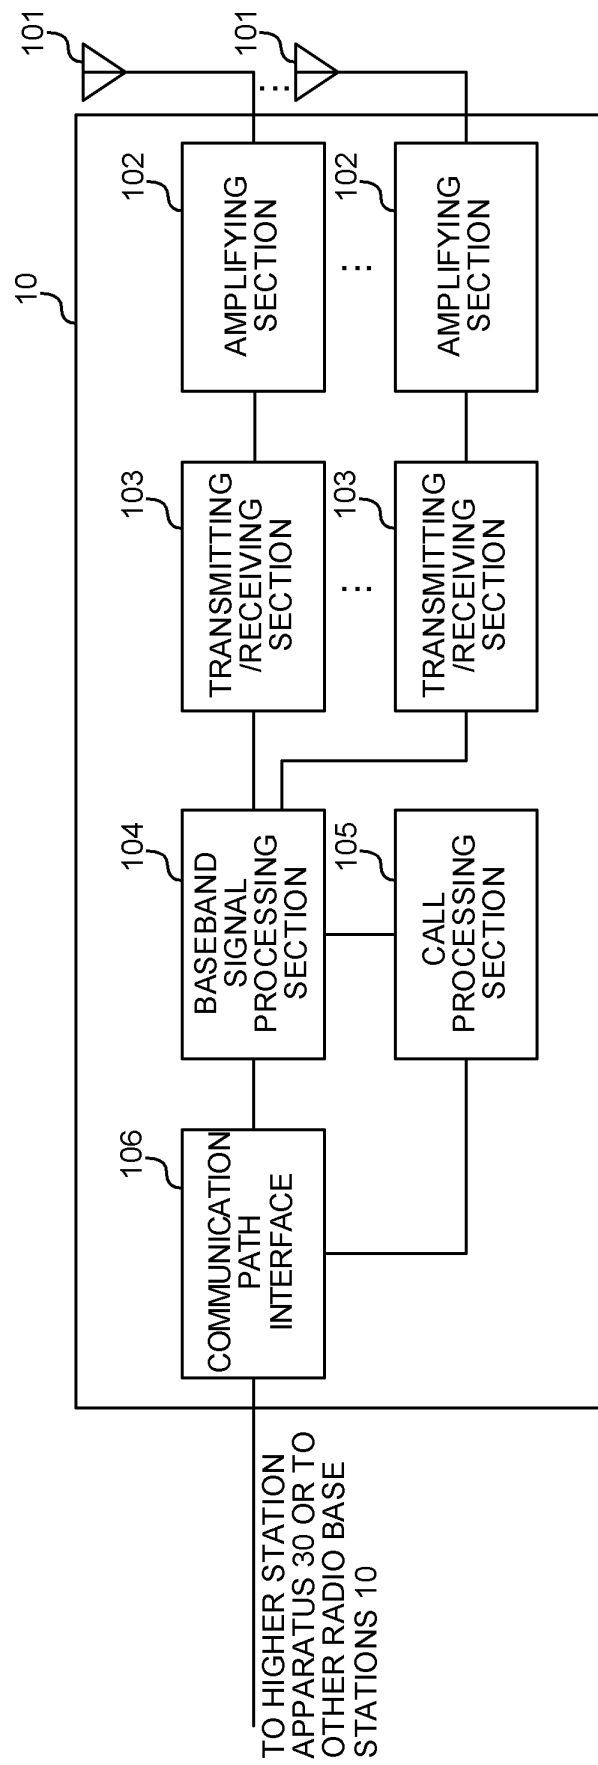 10
101
101
102
AMPLIFYING
SECTION
102
AMPLIFYING
SECTION
...
...
...
103
TRANSMITTING
/RECEIVING
SECTION
103
TRANSMITTING
/RECEIVING
SECTION
104
BASEBAND
SIGNAL
PROCESSING
SECTION
105
CALL
PROCESSING
SECTION
106
COMMUNICATION
PATH
INTERFACE
TO HIGHER STATION
APPARATUS 30 OR TO
OTHER RADIO BASE
STATIONS 10